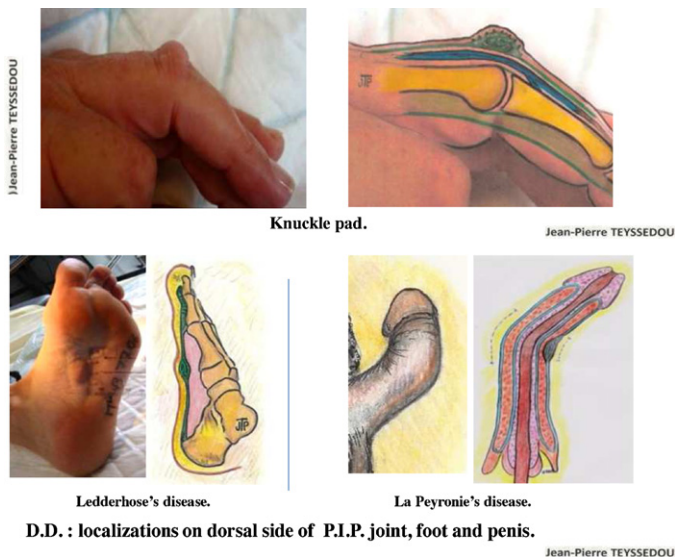 )Jean-Pierre TEYSSEDOU
JTP
Knuckle pad.
Jean-Pierre TEYSSEDOU
JTP
Ledderhose's disease.
La Peyronie's disease.
D.D. : localizations on dorsal side of P.I.P. joint, foot and penis.
Jean-Pierre TEYSSEDOU